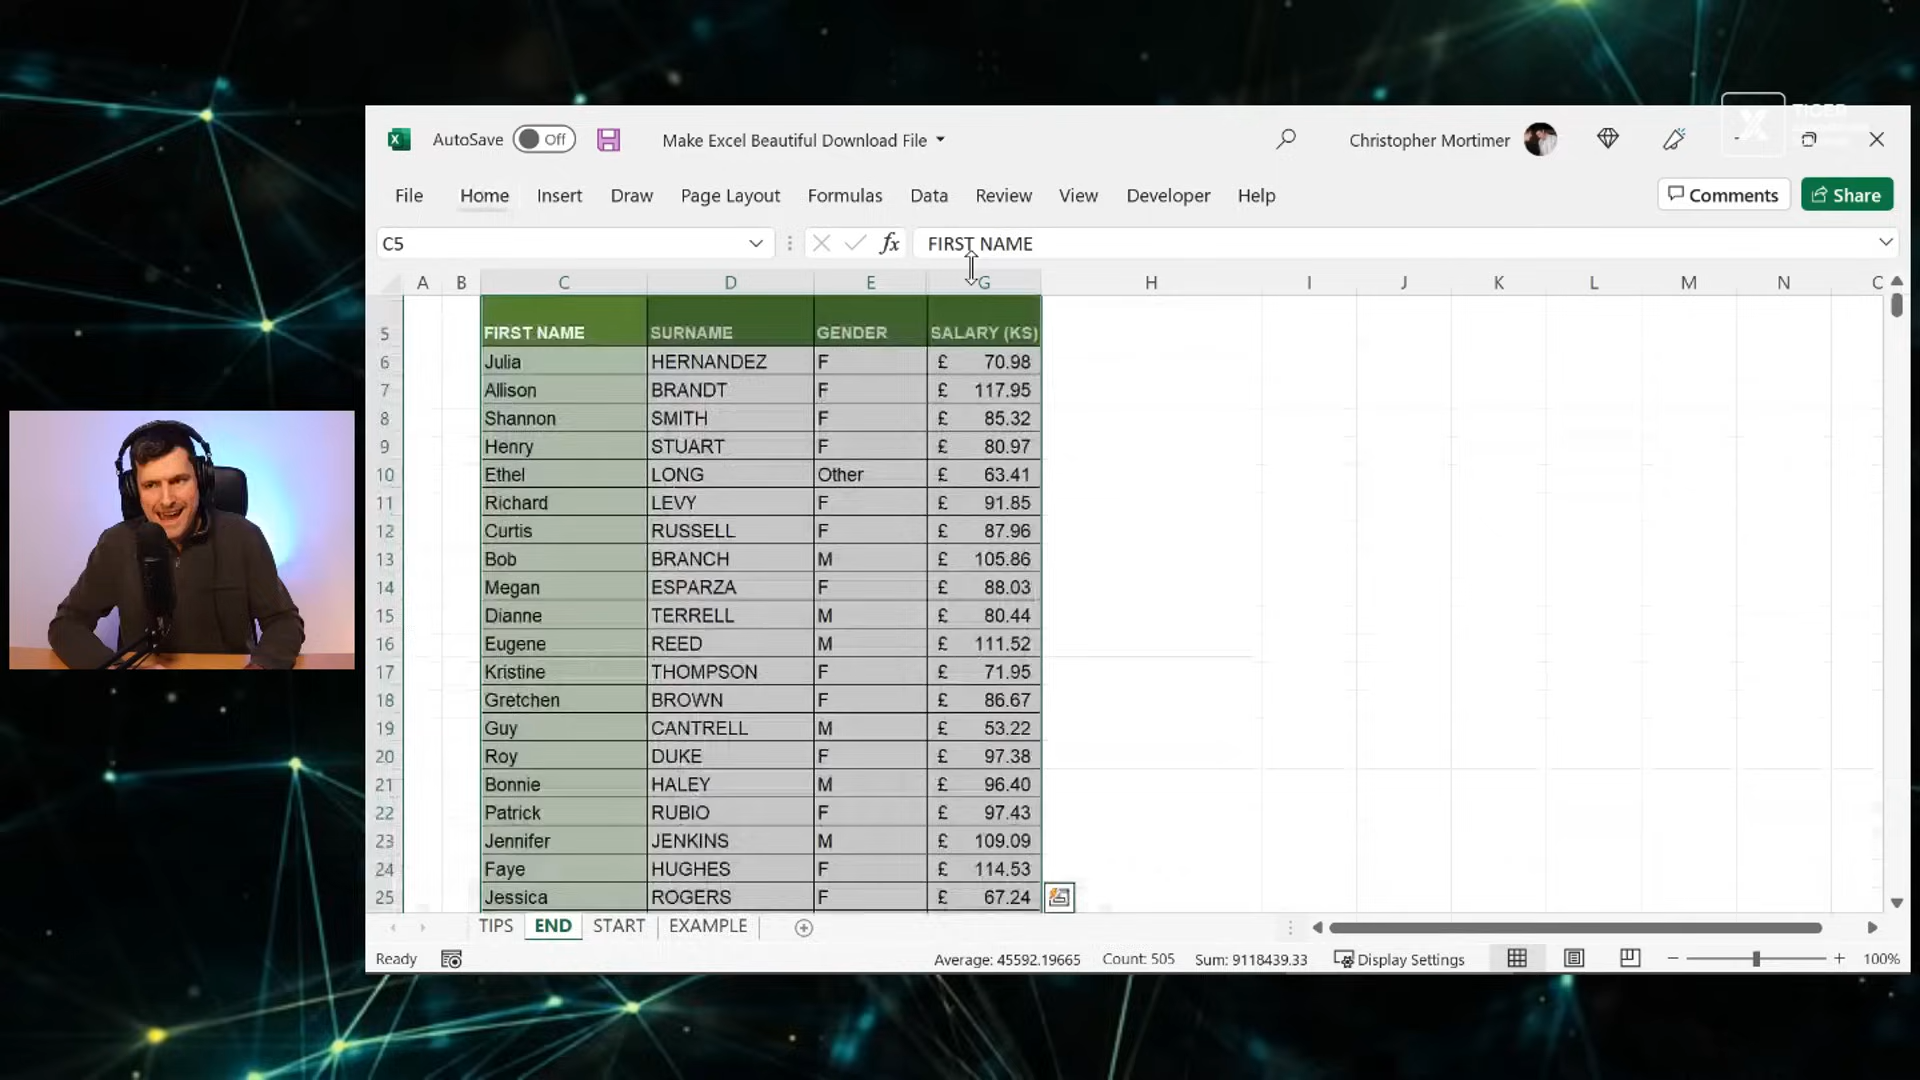 TIGER
AutoSave Off Make Excel Beautiful Download File Christopher Mortimer
File Home Insert Draw Page Layout Formulas Data Review View Developer Help Comments Share
C5 fx FIRST NAME
A B C D E G H I J K L M N
5 FIRST NAME SURNAME GENDER SALARY (KS)
6 Julia HERNANDEZ F £ 70.98
7 Allison BRANDT F £ 117.95
8 Shannon SMITH F £ 85.32
9 Henry STUART F £ 80.97
10 Ethel LONG Other £ 63.41
11 Richard LEVY F £ 91.85
12 Curtis RUSSELL F £ 87.96
13 Bob BRANCH M £ 105.86
14 Megan ESPARZA F £ 88.03
15 Dianne TERRELL M £ 80.44
16 Eugene REED M £ 111.52
17 Kristine THOMPSON F £ 71.95
18 Gretchen BROWN F £ 86.67
19 Guy CANTRELL M £ 53.22
20 Roy DUKE F £ 97.38
21 Bonnie HALEY M £ 96.40
22 Patrick RUBIO F £ 97.43
23 Jennifer JENKINS M £ 109.09
24 Faye HUGHES F £ 114.53
25 Jessica ROGERS F £ 67.24
TIPS END START EXAMPLE
Ready Average: 45592.19665 Count: 505 Sum: 9118439.33 Display Settings 100%